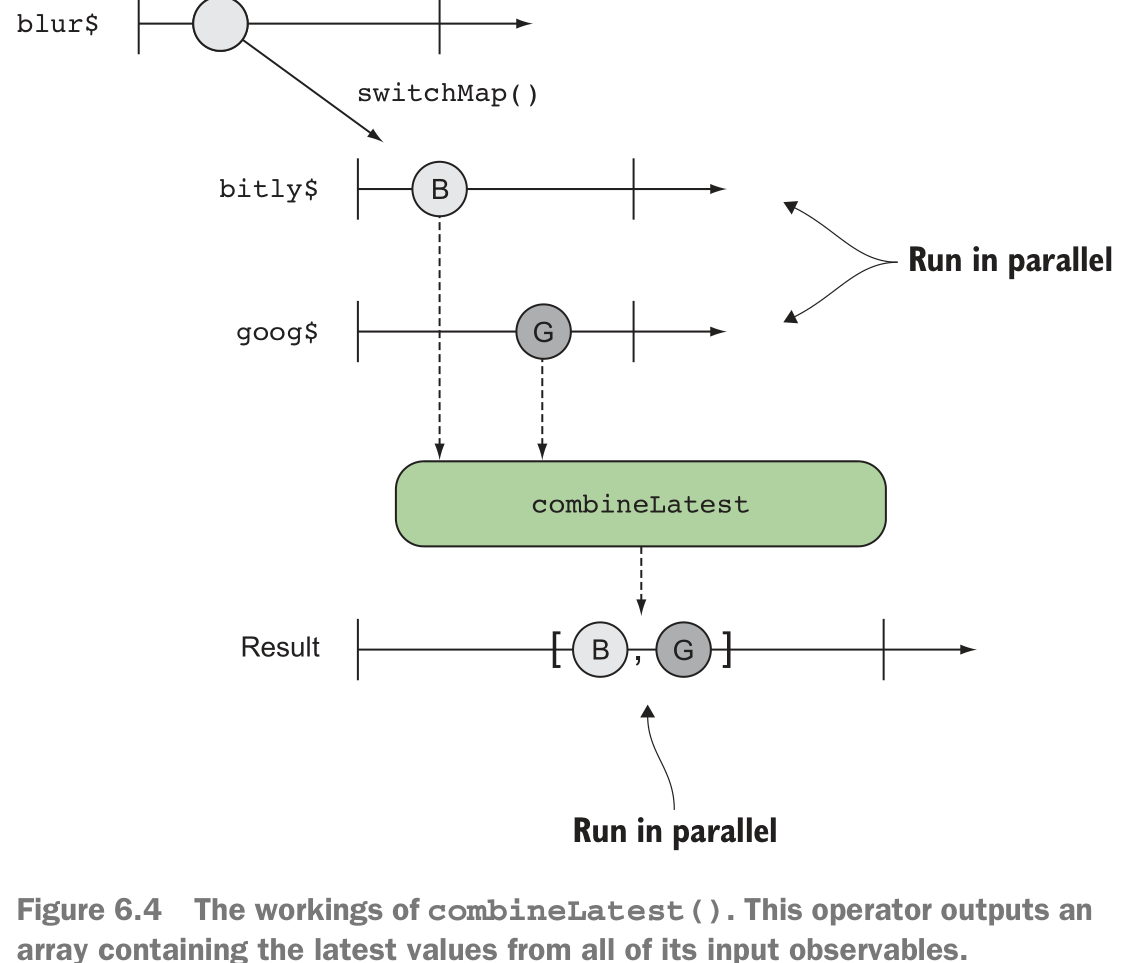 blur$
switchMap()
bitly$
B
Run in parallel
goog$
G
combineLatest
Result
[ B , G ]
Run in parallel
Figure 6.4 The workings of combineLatest(). This operator outputs an
array containing the latest values from all of its input observables.